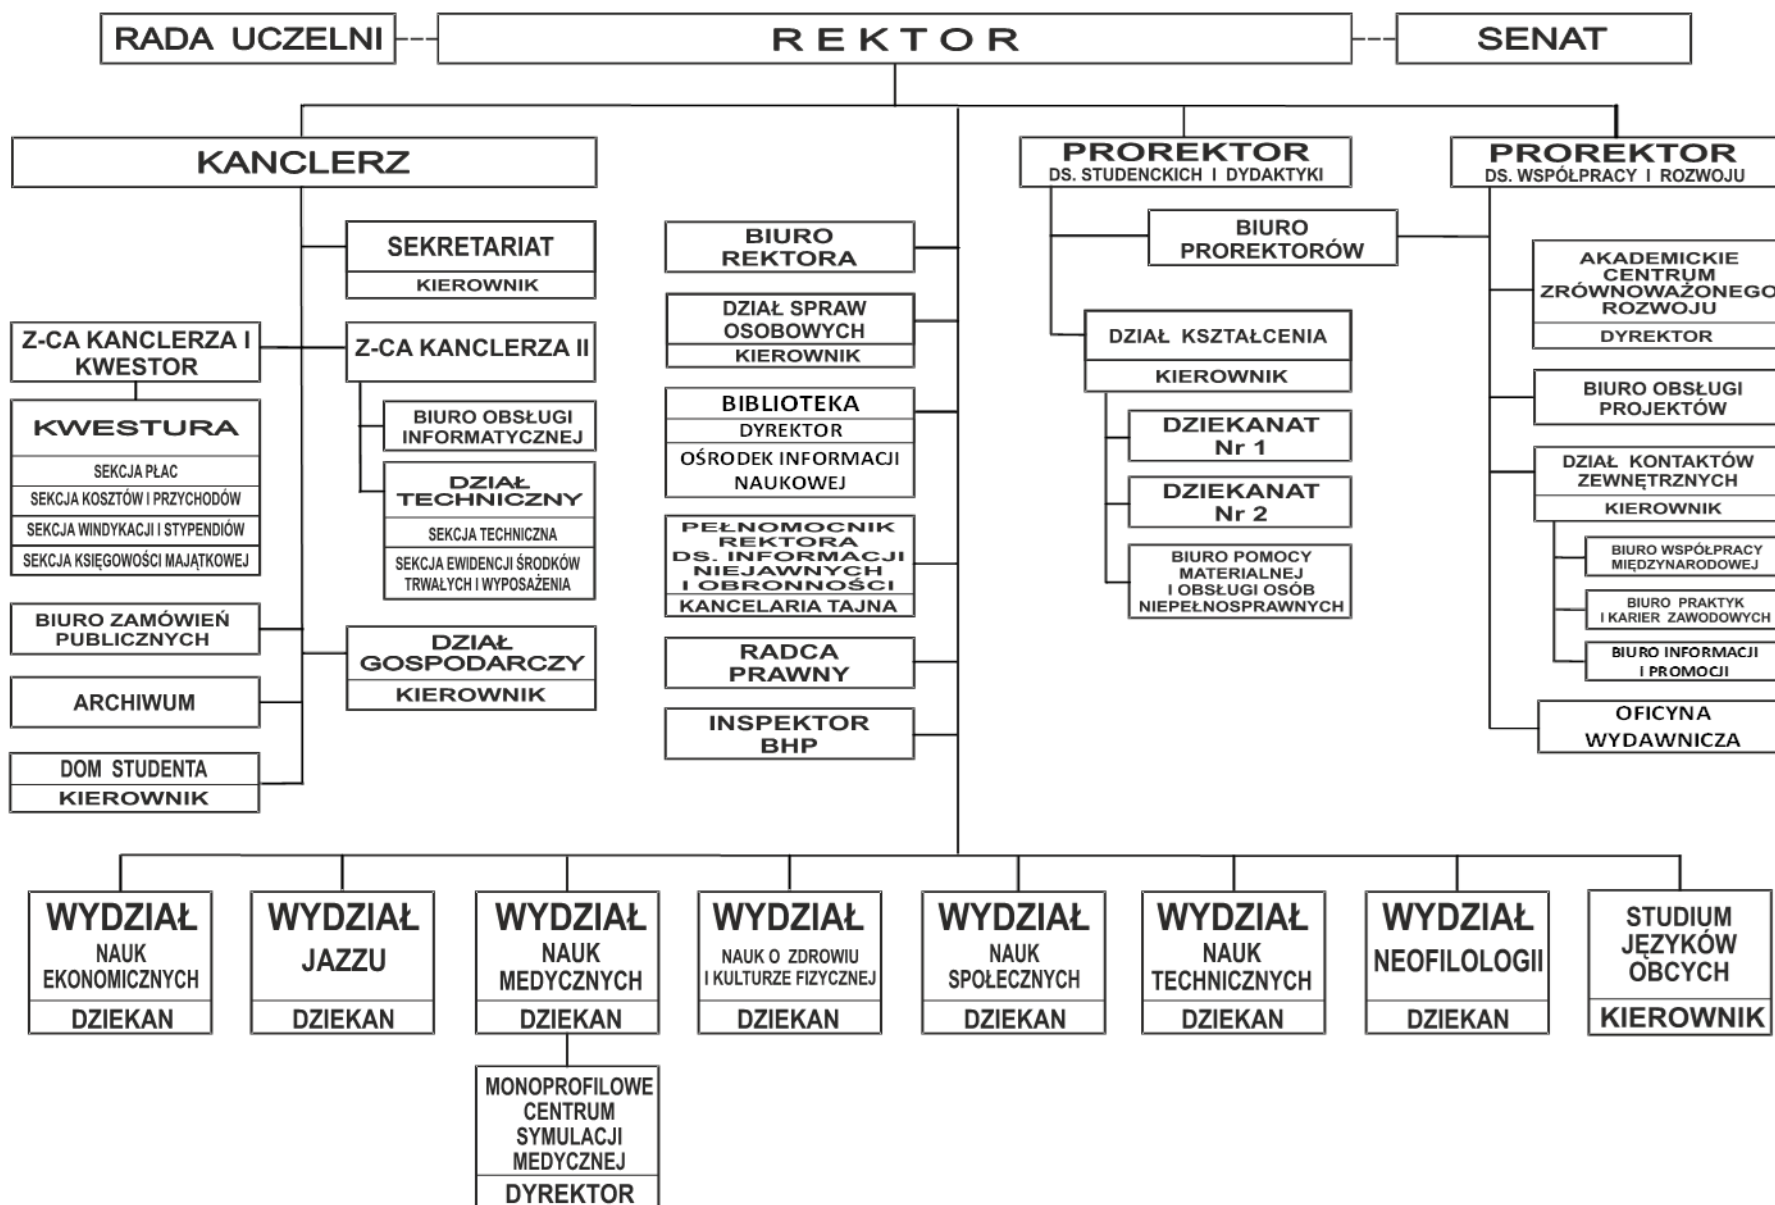 RADA UCZELNI
REKTOR
SENAT
KANCLERZ
SEKRETARIAT
KIEROWNIK
Z-CA KANCLERZA I
KWESTOR
Z-CA KANCLERZA II
KWESTURA
SEKCJA PŁAC
SEKCJA KOSZTÓW I PRZYCHODÓW
SEKCJA WINDYKACJI I STYPENDIÓW
SEKCJA KSIĘGOWOŚCI MAJĄTKOWEJ
BIURO OBSŁUGI
INFORMATYCZNEJ
DZIAŁ
TECHNICZNY
SEKCJA TECHNICZNA
SEKCJA EWIDENCJI ŚRODKÓW
TRWAŁYCH I WYPOSAŻENIA
BIURO ZAMÓWIEŃ
PUBLICZNYCH
DZIAŁ
GOSPODARCZY
KIEROWNIK
ARCHIWUM
DOM STUDENTA
KIEROWNIK
BIURO
REKTORA
DZIAŁ SPRAW
OSOBOWYCH
KIEROWNIK
BIBLIOTEKA
DYREKTOR
OŚRODEK INFORMACJI
NAUKOWEJ
PEŁNOMOCNIK
REKTORA
DS. INFORMACJI
NIEJAWNYCH
I OBRONNOŚCI
KANCELARIA TAJNA
RADCA
PRAWNY
INSPEKTOR
BHP
PROREKTOR
DS. STUDENCKICH I DYDAKTYKI
BIURO
PROREKTORÓW
DZIAŁ KSZTAŁCENIA
KIEROWNIK
DZIEKANAT
Nr 1
DZIEKANAT
Nr 2
BIURO POMOCY
MATERIALNEJ
I OBSŁUGI OSÓB
NIEPEŁNOSPRAWNYCH
PROREKTOR
DS. WSPÓŁPRACY I ROZWOJU
AKADEMICKIE
CENTRUM
ZRÓWNOWAŻONEGO
ROZWOJU
DYREKTOR
BIURO OBSŁUGI
PROJEKTÓW
DZIAŁ KONTAKTÓW
ZEWNĘTRZNYCH
KIEROWNIK
BIURO WSPÓŁPRACY
MIĘDZYNARODOWEJ
BIURO PRAKTYK
I KARIER ZAWODOWYCH
BIURO INFORMACJI
I PROMOCJI
OFICYNA
WYDAWNICZA
WYDZIAŁ
NAUK
EKONOMICZNYCH
DZIEKAN
WYDZIAŁ
JAZZU
DZIEKAN
WYDZIAŁ
NAUK
MEDYCZNYCH
DZIEKAN
MONOPROFILOWE
CENTRUM
SYMULACJI
MEDYCZNEJ
DYREKTOR
WYDZIAŁ
NAUK O ZDROWIU
I KULTURZE FIZYCZNEJ
DZIEKAN
WYDZIAŁ
NAUK
SPOŁECZNYCH
DZIEKAN
WYDZIAŁ
NAUK
TECHNICZNYCH
DZIEKAN
WYDZIAŁ
NEOFILOLOGII
DZIEKAN
STUDIUM
JĘZYKÓW
OBCYCH
KIEROWNIK